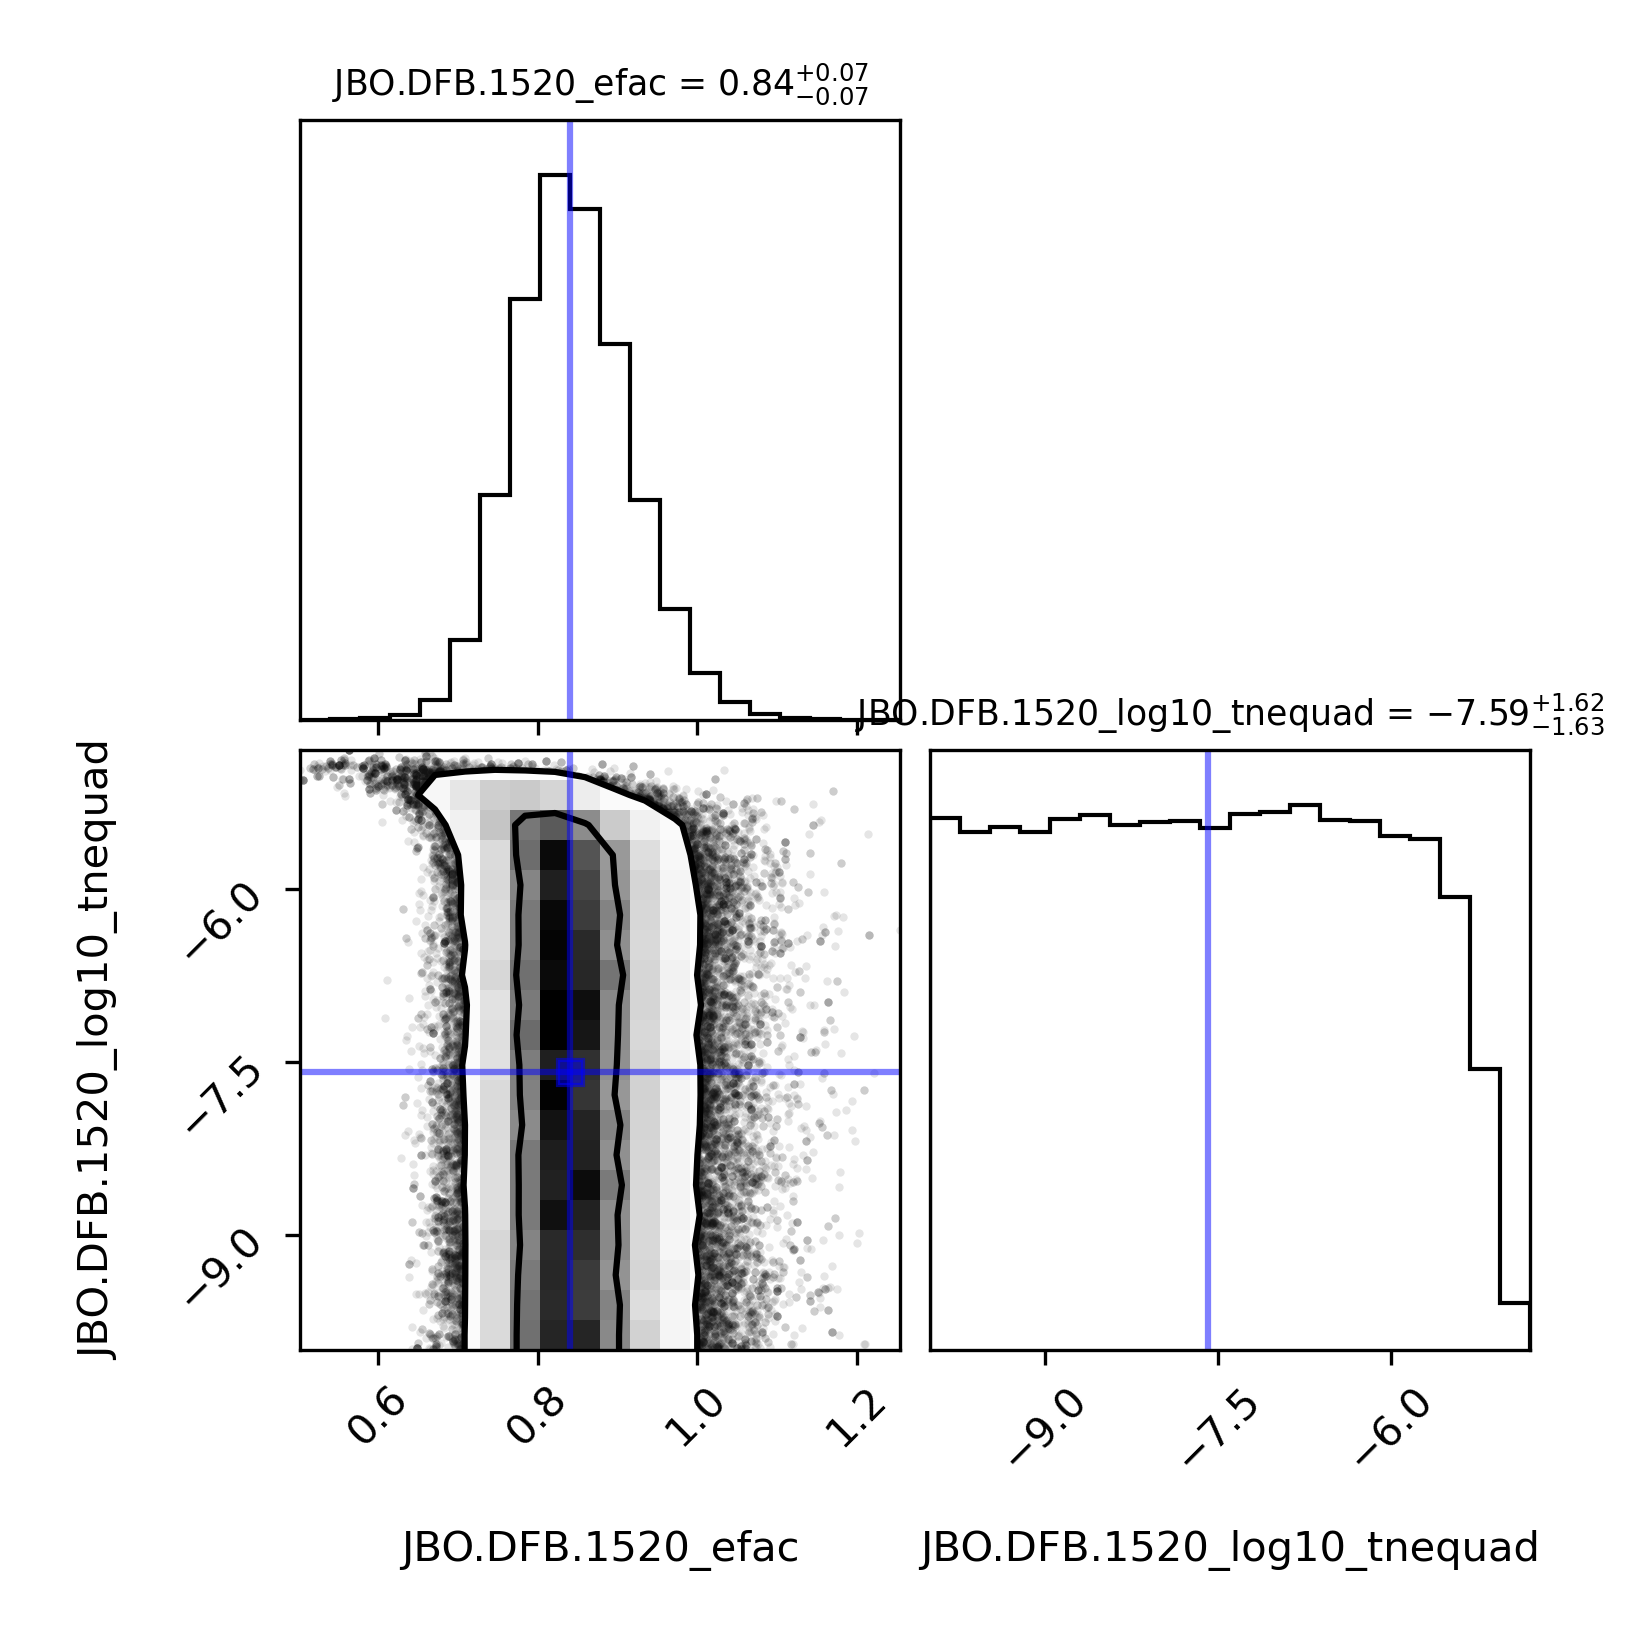 JBO.DFB.1520_efac = 0.84+0.07 −0.07
JBO.DFB.1520_log10_tnequad = −7.59+1.62 −1.63
JBO.DFB.1520_log10_tnequad
−6.0
−7.5
−9.0
0.6 0.8 1.0 1.2
−9.0 −7.5 −6.0
JBO.DFB.1520_efac
JBO.DFB.1520_log10_tnequad